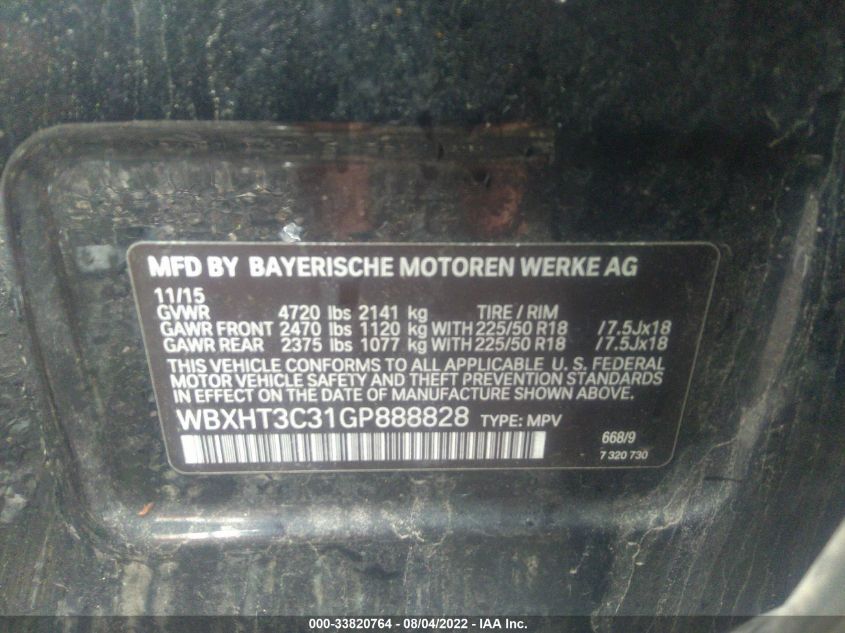 MFD BY BAYERISCHE MOTOREN WERKE AG
11/15
GVWR 4720 lbs 2141 kg TIRE / RIM
GAWR FRONT 2470 lbs 1120 kg WITH 225/50 R18 /7.5Jx18
GAWR REAR 2375 lbs 1077 kg WITH 225/50 R18 /7.5Jx18
THIS VEHICLE CONFORMS TO ALL APPLICABLE U. S. FEDERAL
MOTOR VEHICLE SAFETY AND THEFT PREVENTION STANDARDS
IN EFFECT ON THE DATE OF MANUFACTURE SHOWN ABOVE.
WBXHT3C31GP888828 TYPE: MPV
668/9
7 320 730
000-33820764 - 08/04/2022 - IAA Inc.